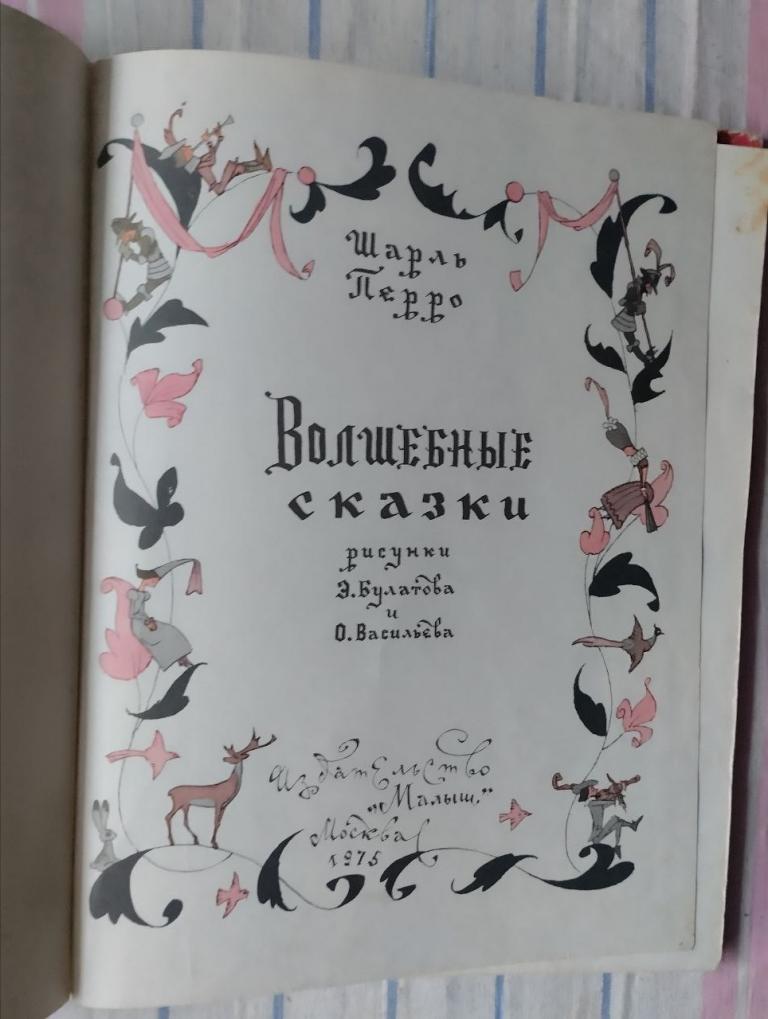 Шарль
Перро
Волшебные
сказки
рисунки
Э. Булатова
и
О. Васильева
Издательство
„Малыш"
Москва
1975